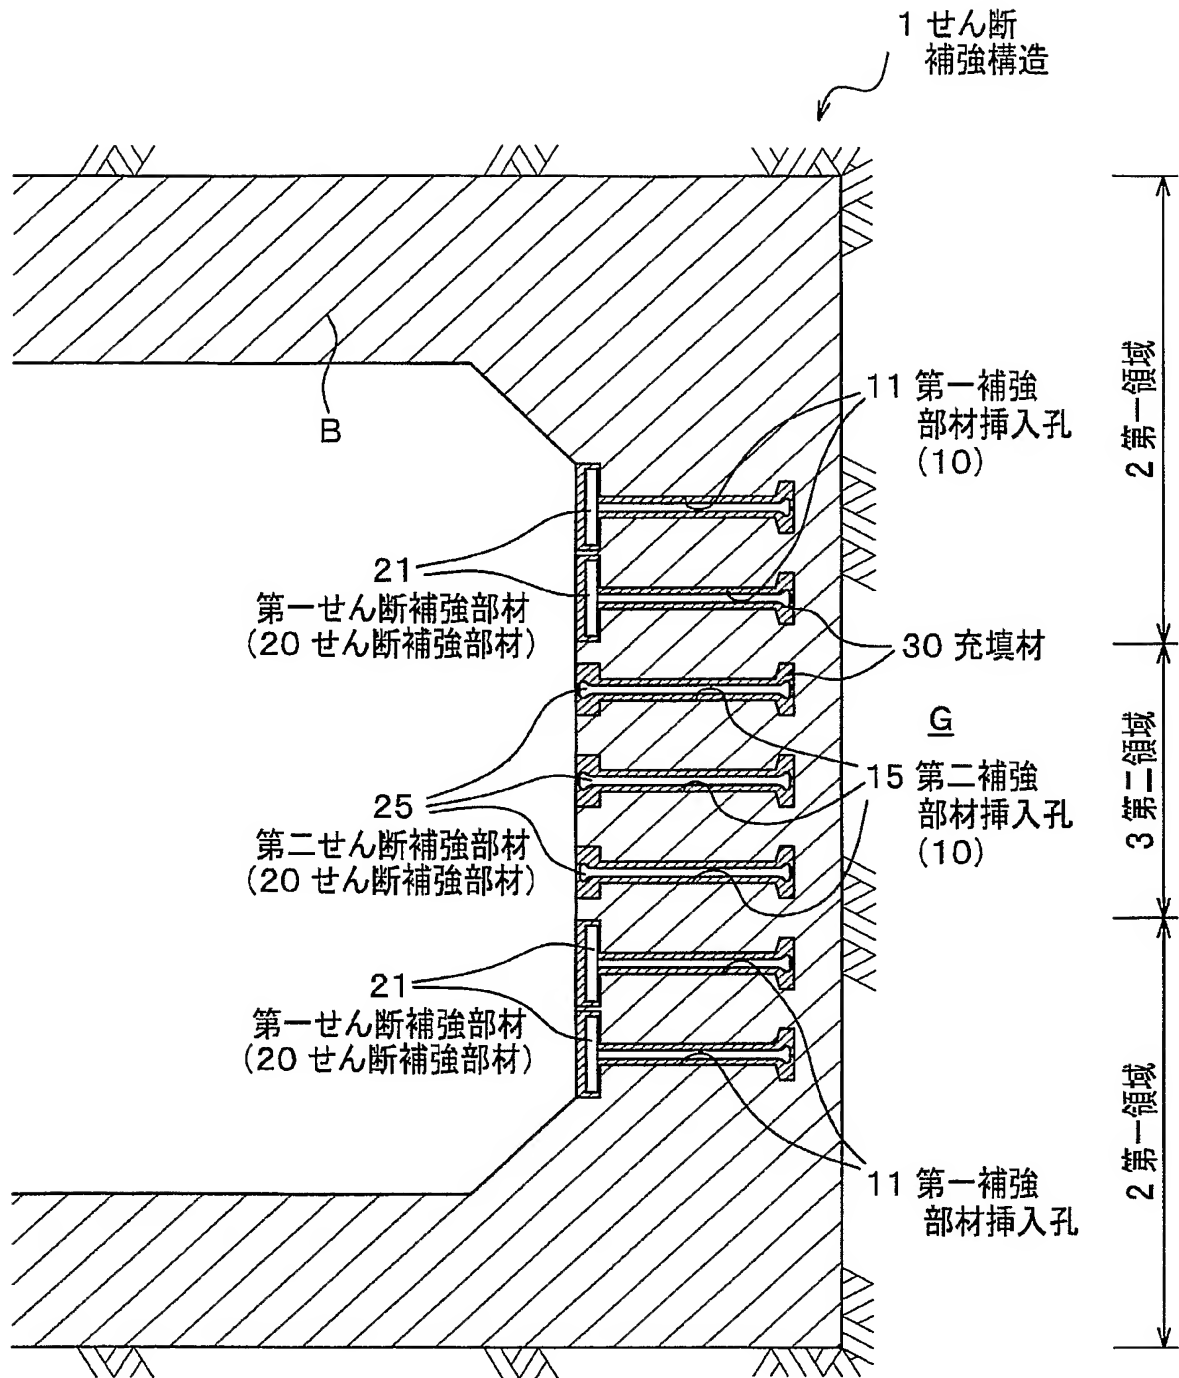 1 せん断
補強構造
2 第一領域
B
11 第一補強
部材挿入孔
(10)
21
第一せん断補強部材
(20 せん断補強部材)
30 充填材
G
3 第二領域
25
第二せん断補強部材
(20 せん断補強部材)
15 第二補強
部材挿入孔
(10)
21
第一せん断補強部材
(20 せん断補強部材)
2 第一領域
11 第一補強
部材挿入孔